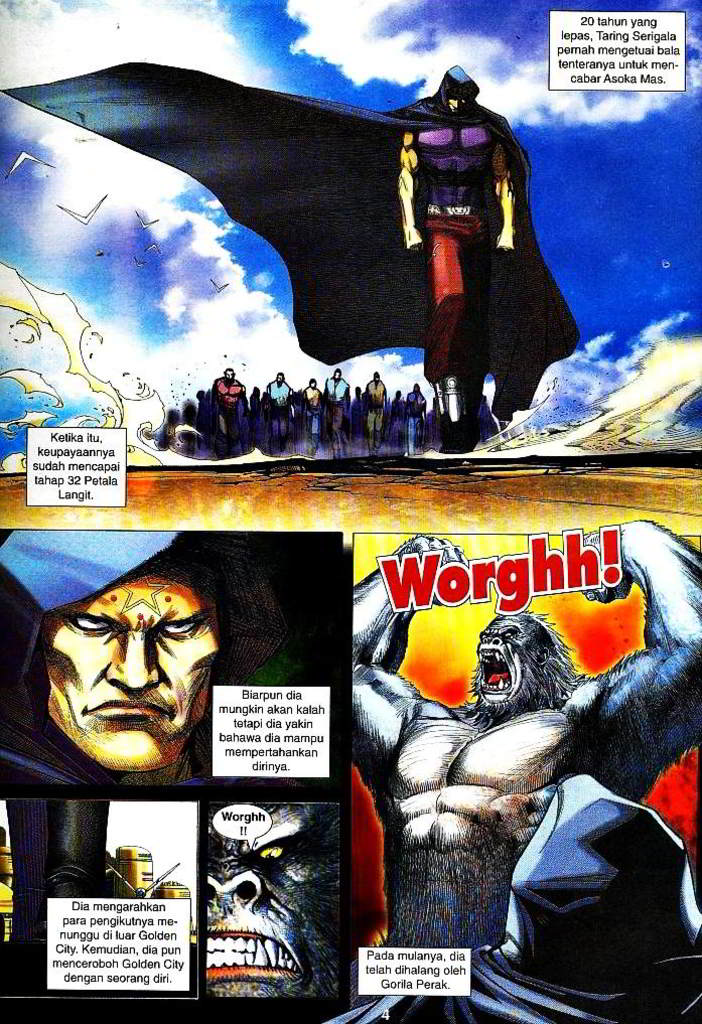 20 tahun yang
lepas, Taring Serigala
pernah mengetuai bala
tenteranya untuk men-
cabar Asoka Mas.
Ketika itu,
keupayaannya
sudah mencapai
tahap 32 Petala
Langit.
Biarpun dia
mungkin akan kalah
tetapi dia yakin
bahawa dia mampu
mempertahankan
dirinya.
Worghh!
Dia mengarahkan
para pengikutnya me-
nunggu di luar Golden
City. Kemudian, dia pun
menceroboh Golden City
dengan seorang diri.
Worghh
!!
Pada mulanya, dia
telah dihalang oleh
Gorila Perak.
4